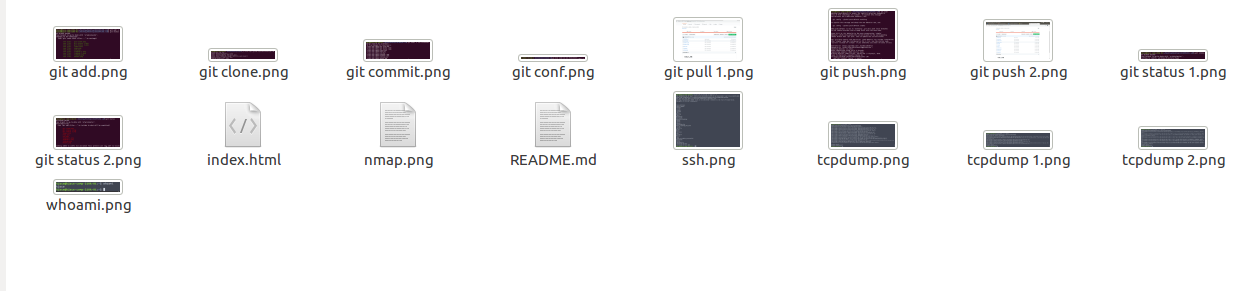 git add.png git clone.png git commit.png git conf.png git pull 1.png git push.png git push 2.png git status 1.png
git status 2.png index.html nmap.png README.md ssh.png tcpdump.png tcpdump 1.png tcpdump 2.png
whoami.png